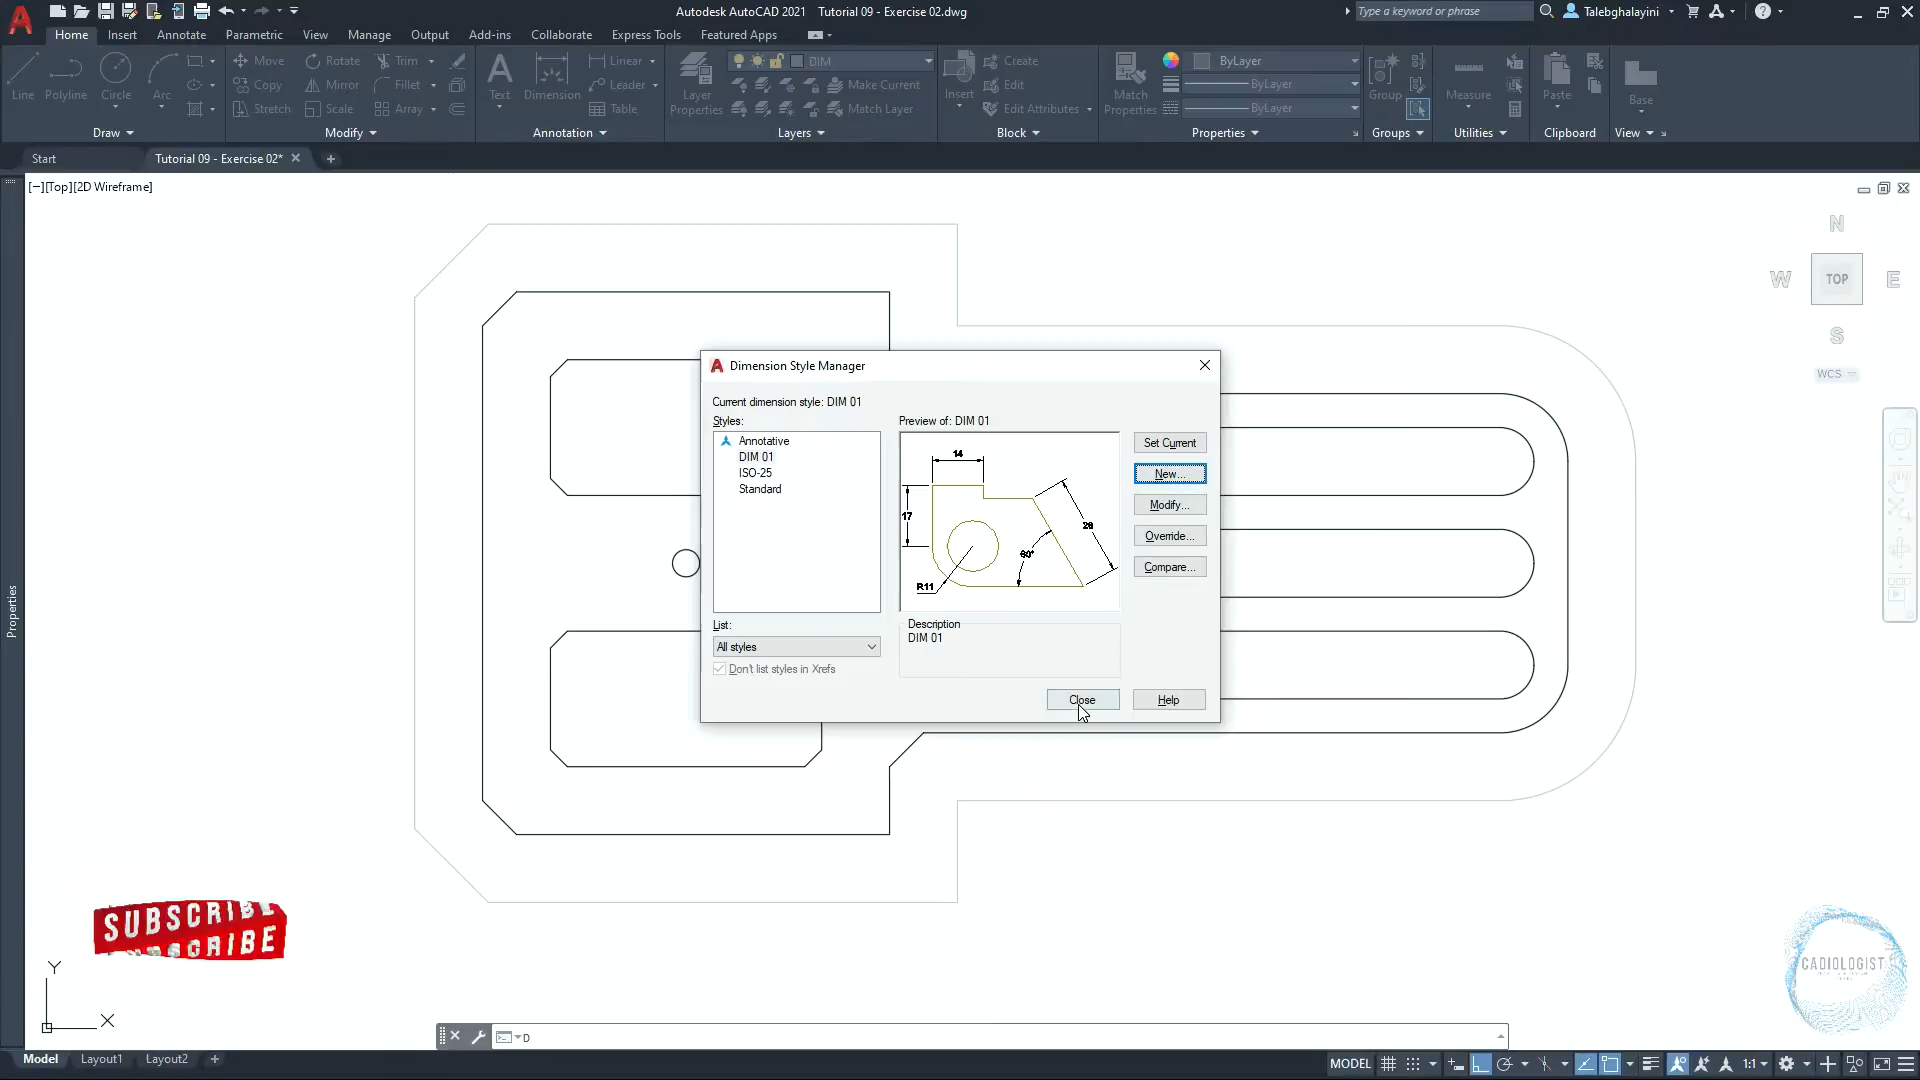 Autodesk AutoCAD 2021 Tutorial 09 - Exercise 02.dwg
Type a keyword or phrase
Talebghalayini
Home Insert Annotate Parametric View Manage Output Add-ins Collaborate Express Tools Featured Apps
Line Polyline Circle Arc
Move Rotate Trim
Copy Mirror Fillet
Stretch Scale Array
Text Dimension
Linear
Leader
Table
Layer Properties
DIM
Make Current
Match Layer
Insert
Create
Edit
Edit Attributes
Match Properties
ByLayer
ByLayer
ByLayer
Group
Measure
Paste
Base
Draw Modify Annotation Layers Block Properties Groups Utilities Clipboard View
Start Tutorial 09 - Exercise 02*
[−][Top][2D Wireframe]
N
W TOP E
S
WCS
Properties
Dimension Style Manager
Current dimension style: DIM 01
Styles:
Annotative
DIM 01
ISO-25
Standard
Preview of: DIM 01
14
17
28
60°
R11
Set Current
New...
Modify...
Override...
Compare...
List:
All styles
Don't list styles in Xrefs
Description
DIM 01
Close Help
SUBSCRIBE
CADIOLOGIST
Y
X
D
Model Layout1 Layout2
MODEL 1:1